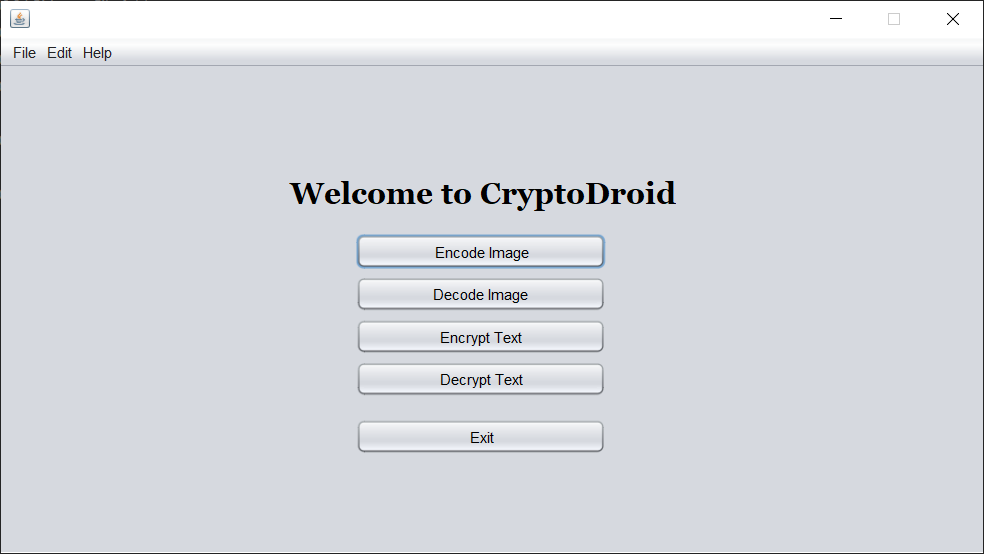 File Edit Help
Welcome to CryptoDroid
Encode Image
Decode Image
Encrypt Text
Decrypt Text
Exit